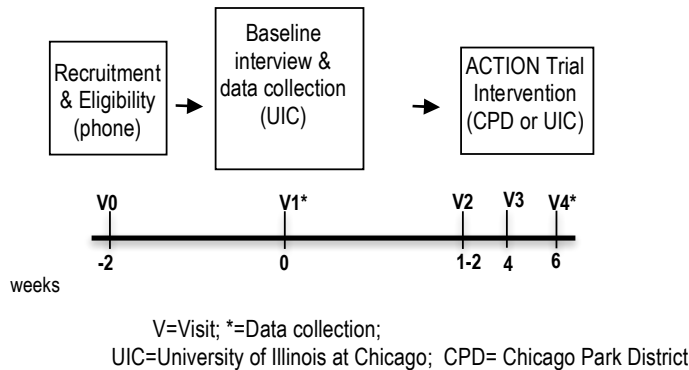 Recruitment
& Eligibility
(phone)
Baseline
interview &
data collection
(UIC)
ACTION Trial
Intervention
(CPD or UIC)
V0 V1* V2 V3 V4*
-2 0 1-2 4 6
weeks
V=Visit; *=Data collection;
UIC=University of Illinois at Chicago; CPD= Chicago Park District